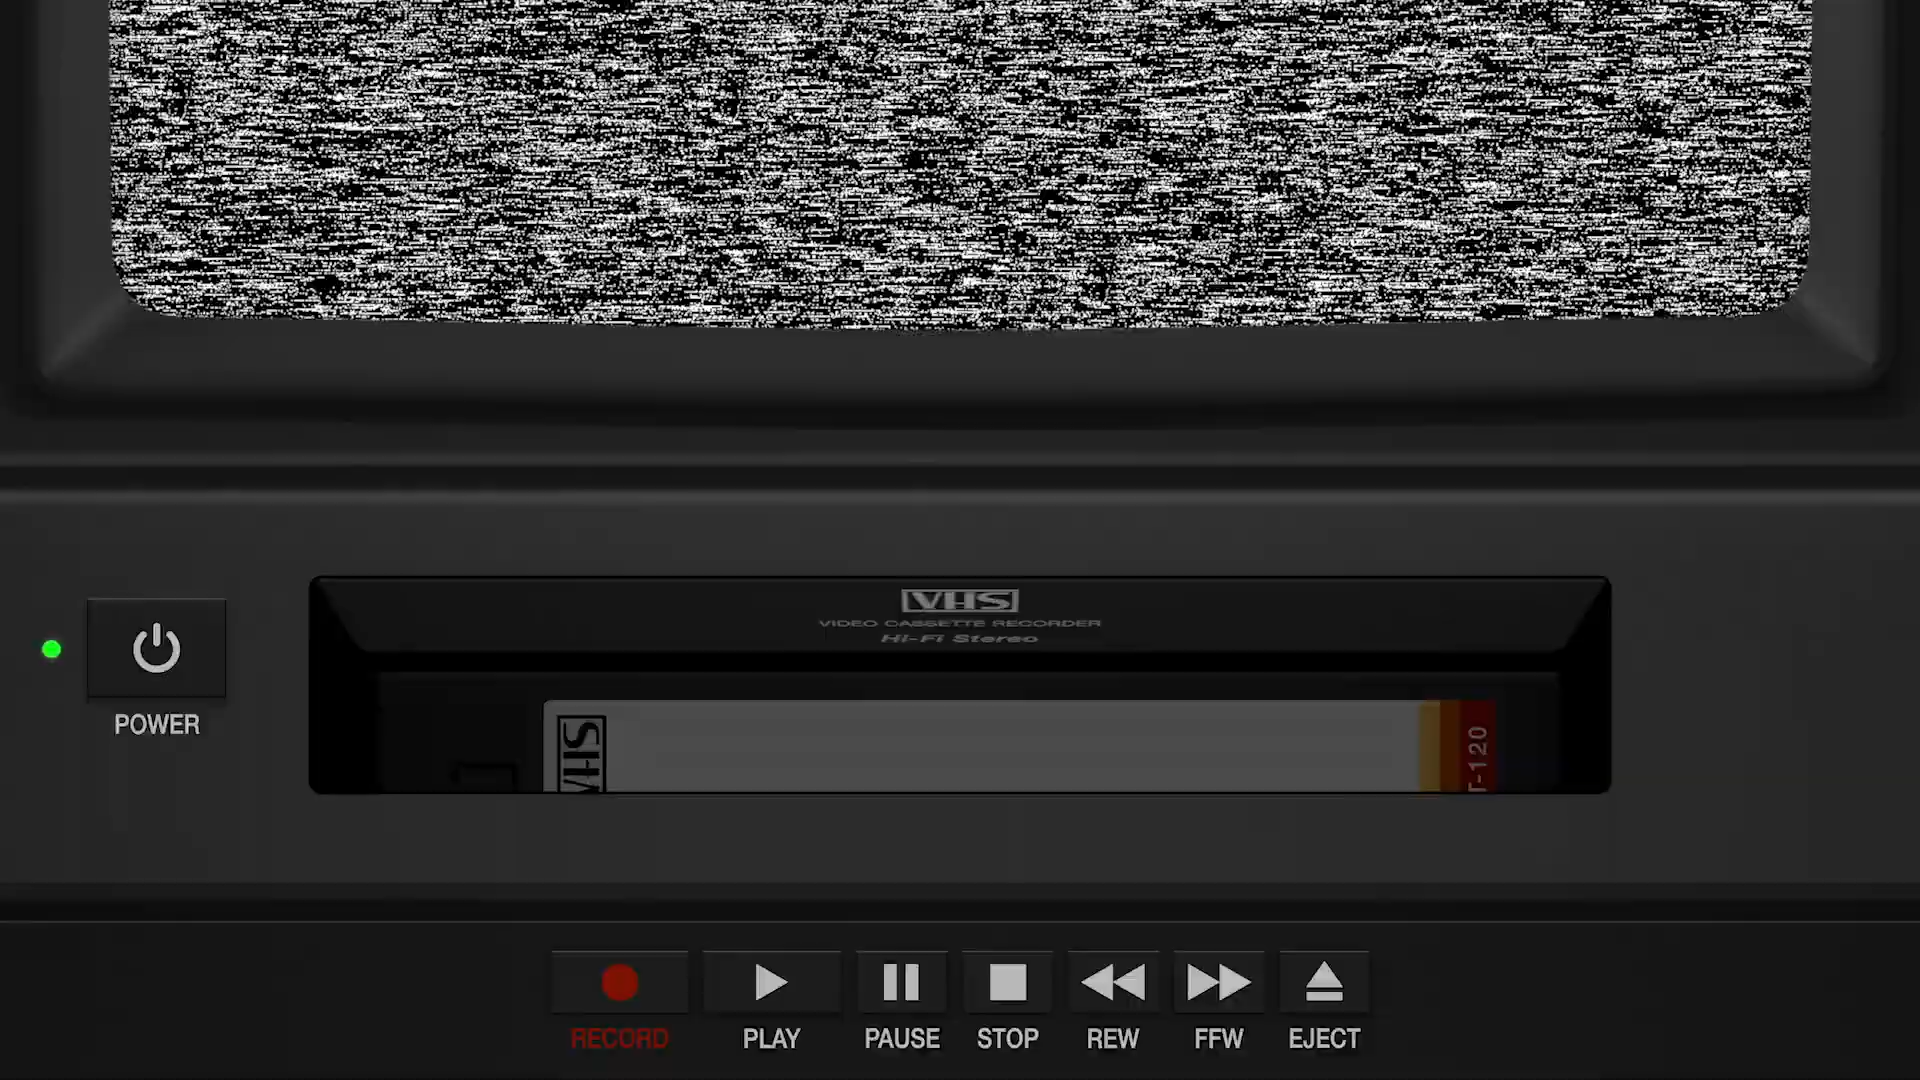 VHS
VIDEO CASSETTE RECORDER
Hi-Fi Stereo
POWER
VHS
T-120
RECORD
PLAY
PAUSE
STOP
REW
FFW
EJECT